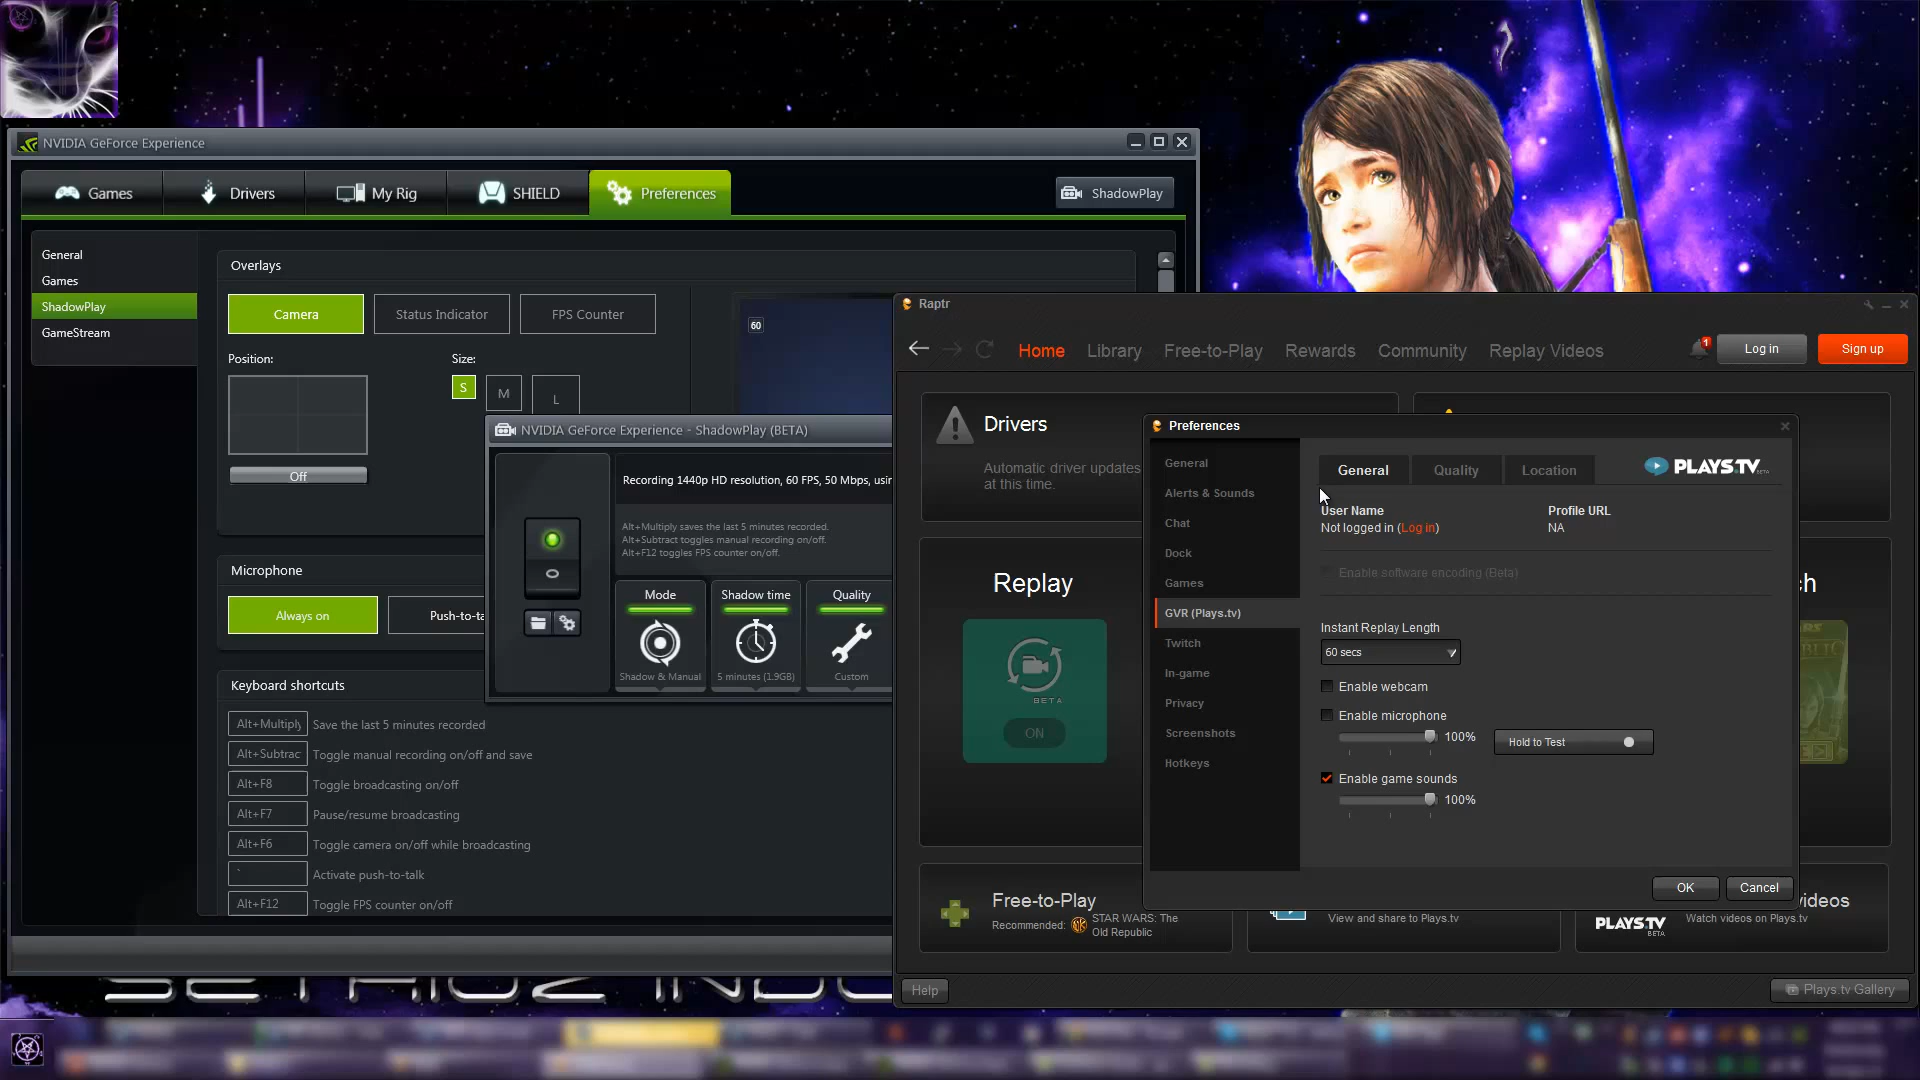 NVIDIA GeForce Experience
Games
Drivers
My Rig
SHIELD
Preferences
ShadowPlay
General
Games
ShadowPlay
GameStream
Overlays
Camera
Status Indicator
FPS Counter
Position:
Size:
S
M
L
Off
60
Microphone
Always on
Push-to-ta
Keyboard shortcuts
Alt+Multiply Save the last 5 minutes recorded
Alt+Subtrac Toggle manual recording on/off and save
Alt+F8 Toggle broadcasting on/off
Alt+F7 Pause/resume broadcasting
Alt+F6 Toggle camera on/off while broadcasting
` Activate push-to-talk
Alt+F12 Toggle FPS counter on/off
NVIDIA GeForce Experience - ShadowPlay (BETA)
Recording 1440p HD resolution, 60 FPS, 50 Mbps, usin
Alt+Multiply saves the last 5 minutes recorded.
Alt+Subtract toggles manual recording on/off.
Alt+F12 toggles FPS counter on/off.
Mode
Shadow & Manual
Shadow time
5 minutes (1.9GB)
Quality
Custom
Raptr
Home
Library
Free-to-Play
Rewards
Community
Replay Videos
1
Log in
Sign up
Drivers
Automatic driver updates
at this time.
Replay
BETA
ON
ch
Free-to-Play
Recommended:
STAR WARS: The
Old Republic
View and share to Plays.tv
PLAYS.TV
BETA
ideos
Watch videos on Plays.tv
Help
Plays.tv Gallery
Preferences
General
Alerts & Sounds
Chat
Dock
Games
GVR (Plays.tv)
Twitch
In-game
Privacy
Screenshots
Hotkeys
General
Quality
Location
PLAYS.TV
BETA
User Name
Not logged in (Log in)
Profile URL
NA
Enable software encoding (Beta)
Instant Replay Length
60 secs
Enable webcam
Enable microphone
100%
Hold to Test
Enable game sounds
100%
OK
Cancel